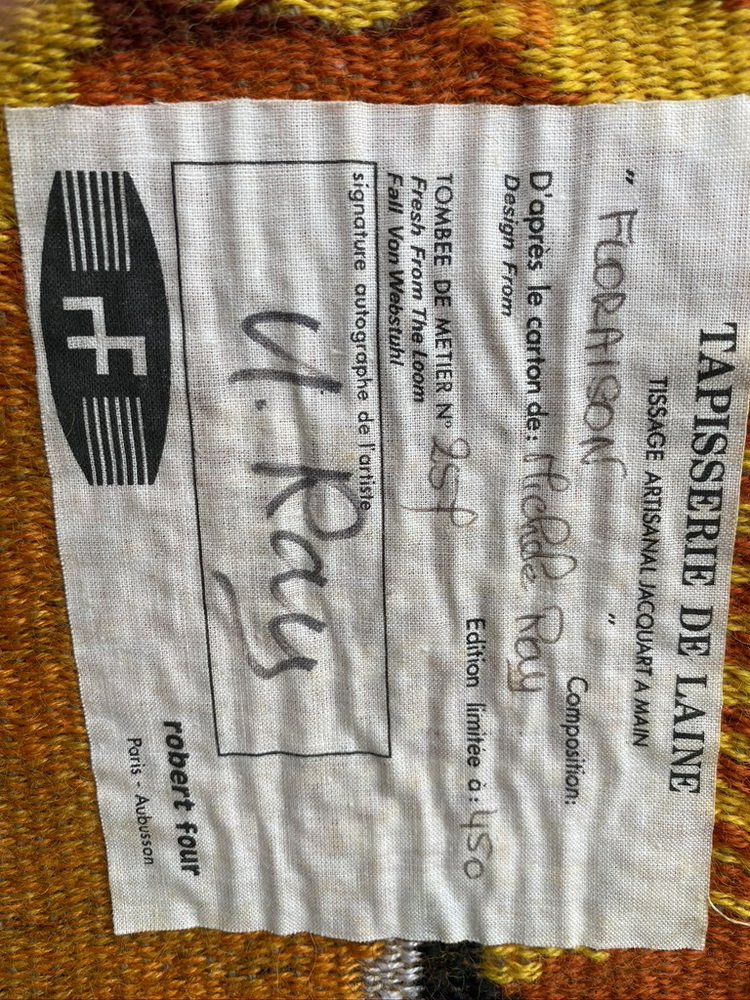 TAPISSERIE DE LAINE
TISSAGE ARTISANAL JACQUART A MAIN
" FLORAISON "
Composition:
D'après le carton de: Michèle Ray
Design From
TOMBEE DE METIER N° Edition limitée à: 450
Fresh From The Loom
Fall Von Webstuhl
signature autographe de l'artiste
M. Ray
robert four
Paris - Aubusson